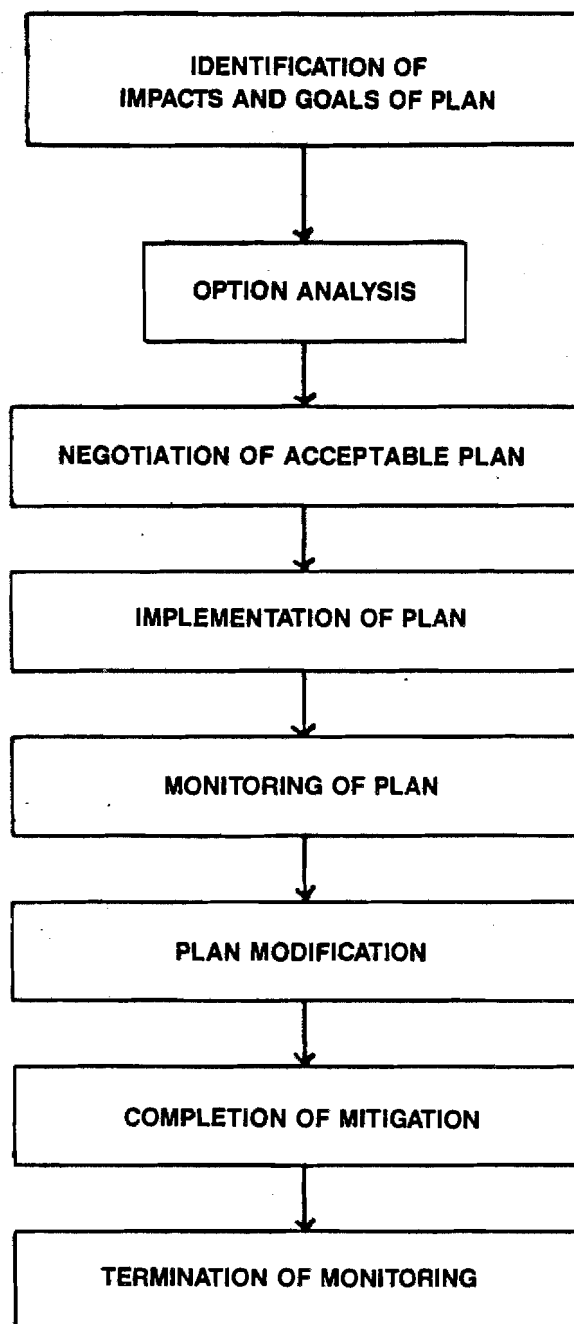 IDENTIFICATION OF
IMPACTS AND GOALS OF PLAN
OPTION ANALYSIS
NEGOTIATION OF ACCEPTABLE PLAN
IMPLEMENTATION OF PLAN
MONITORING OF PLAN
PLAN MODIFICATION
COMPLETION OF MITIGATION
TERMINATION OF MONITORING